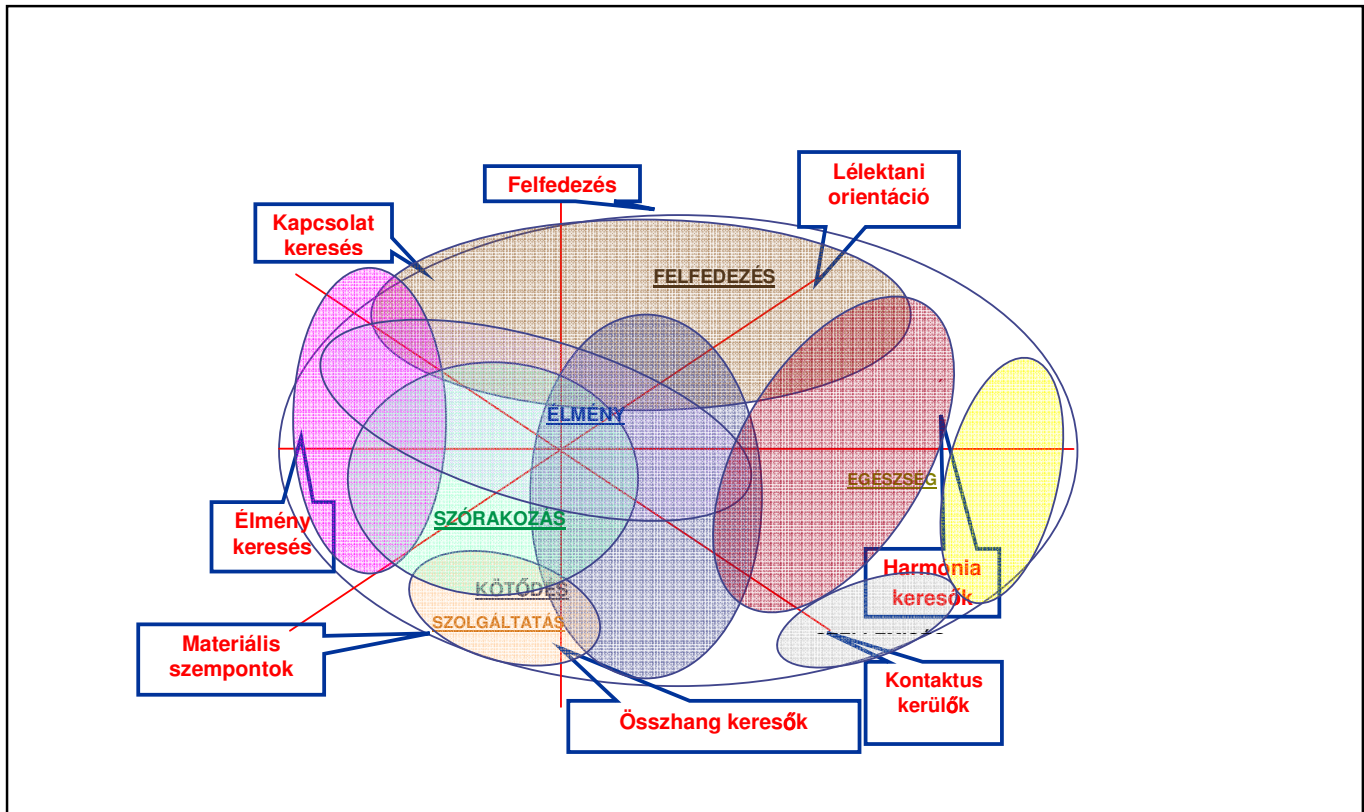 Felfedezés
Lélektani
orientáció
Kapcsolat
keresés
FELFEDEZÉS
ÉLMÉNY
EGÉSZSÉG
Élmény
keresés
SZÓRAKOZÁS
Harmonia
keresők
KÖTŐDÉS
SZOLGÁLTATÁS
Materiális
szempontok
Kontaktus
kerülők
Összhang keresők